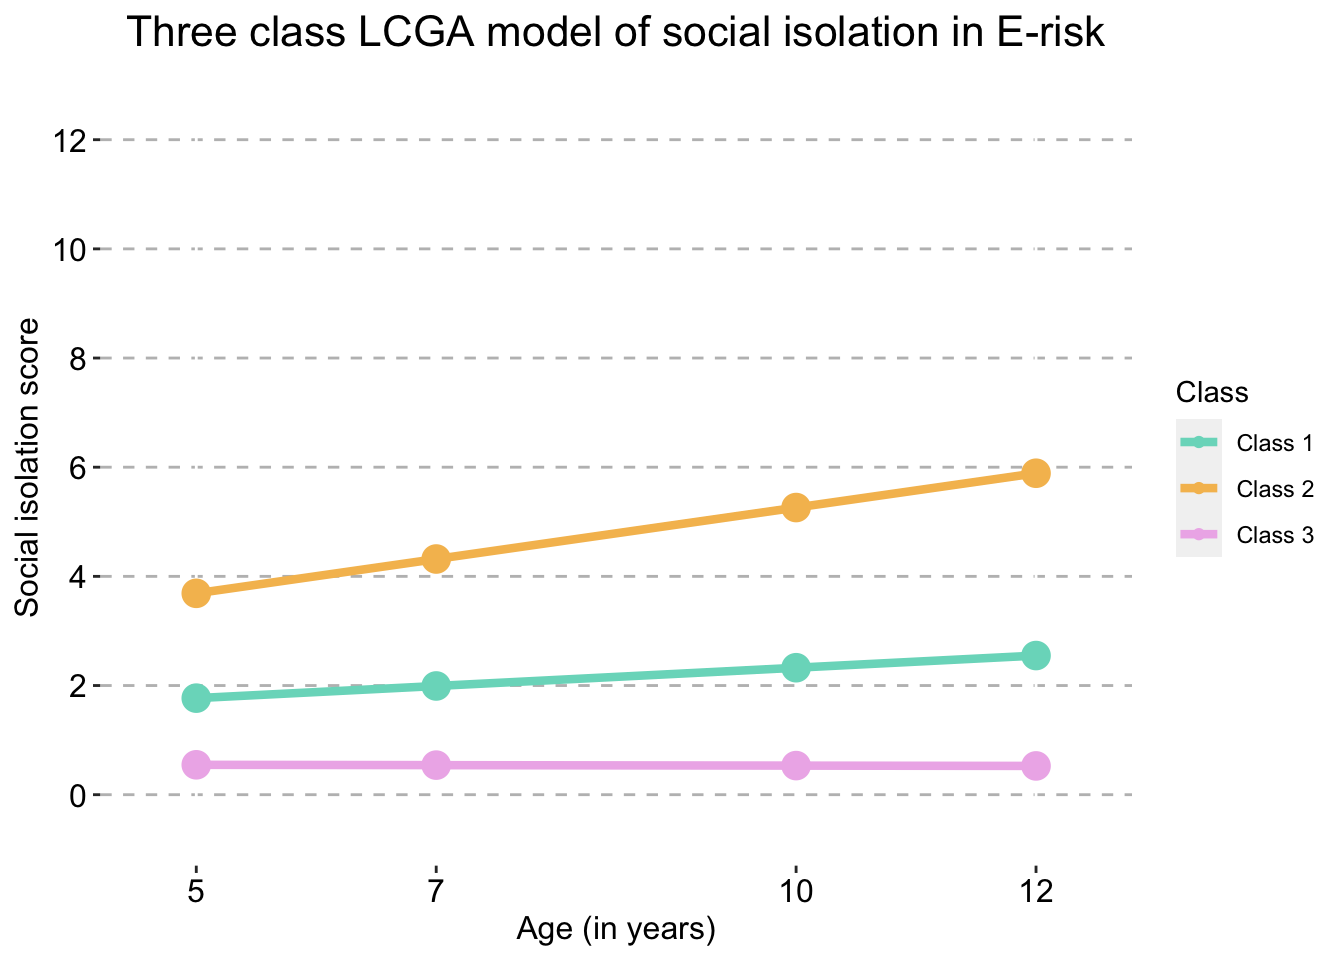 Three class LCGA model of social isolation in E-risk
12
10
8
6
4
2
0
Social isolation score
5 7 10 12
Age (in years)
Class
Class 1
Class 2
Class 3